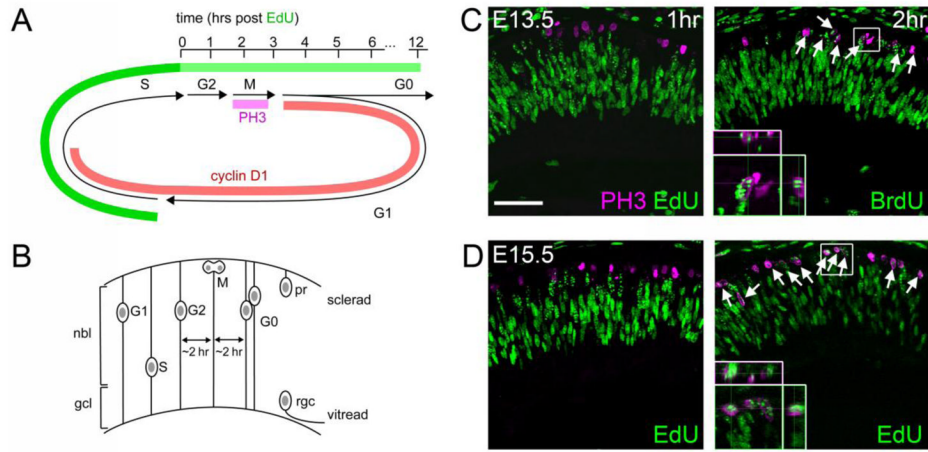 A
time (hrs post EdU)
0 1 2 3 4 5 6 ... 12
S G2 M G0
PH3
cyclin D1
G1
B
nbl
gcl
G1
S
G2
M
G0
pr
sclerad
~2 hr ~2 hr
rgc
vitread
C
E13.5 1hr
PH3 EdU
2hr
BrdU
D
E15.5
EdU
EdU